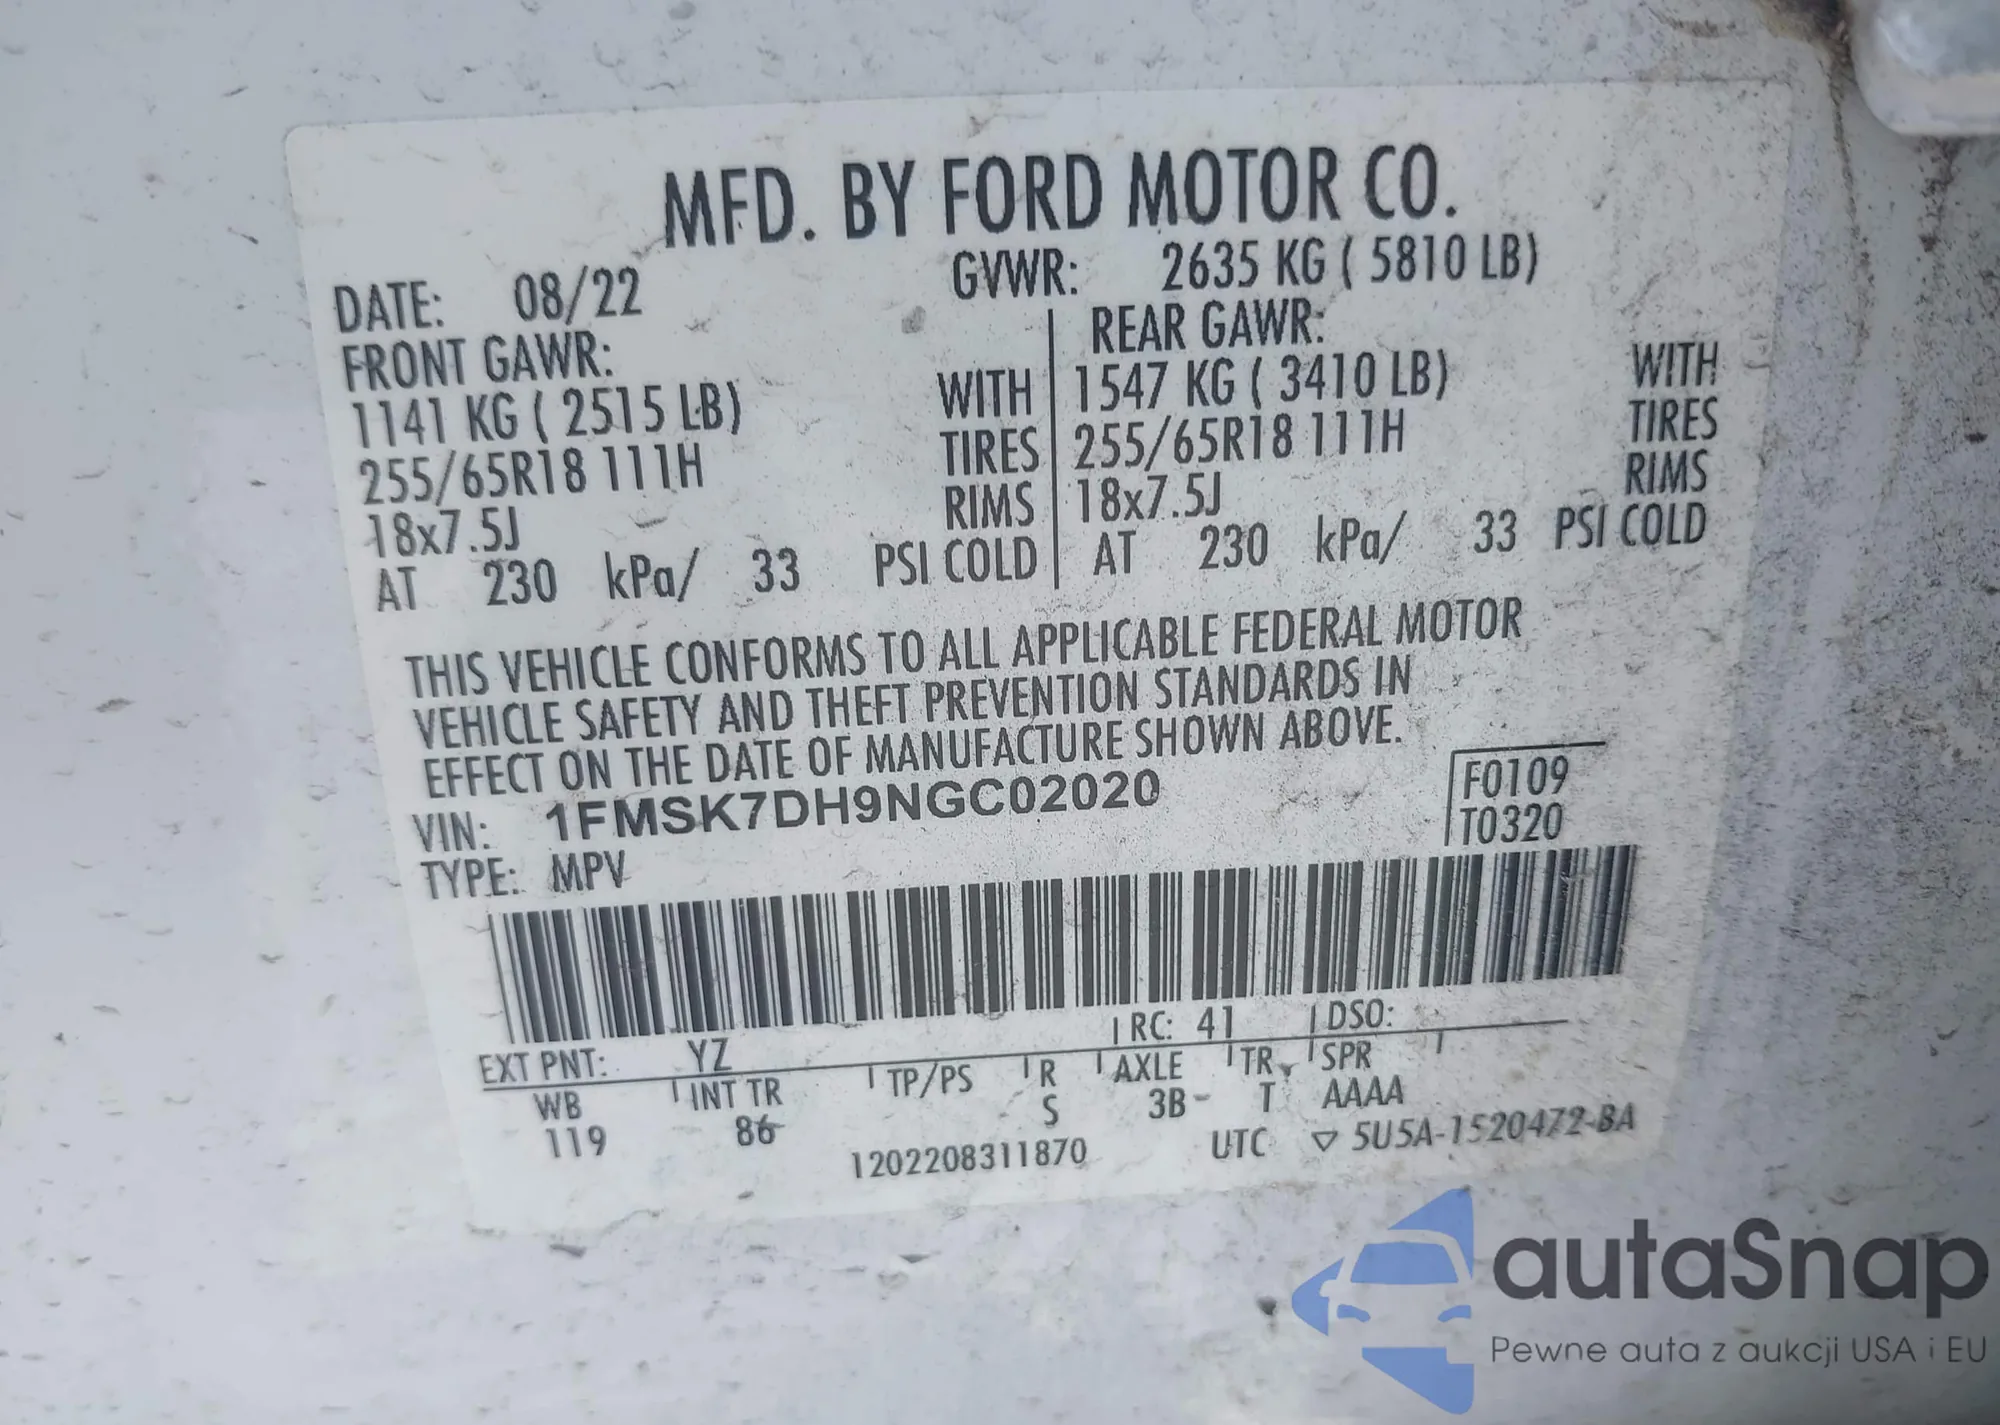 MFD. BY FORD MOTOR CO.
DATE: 08/22 GVWR: 2635 KG ( 5810 LB)
FRONT GAWR: REAR GAWR:
1141 KG ( 2515 LB) WITH 1547 KG ( 3410 LB) WITH
255/65R18 111H TIRES 255/65R18 111H TIRES
18x7.5J RIMS 18x7.5J RIMS
AT 230 kPa/ 33 PSI COLD AT 230 kPa/ 33 PSI COLD
THIS VEHICLE CONFORMS TO ALL APPLICABLE FEDERAL MOTOR
VEHICLE SAFETY AND THEFT PREVENTION STANDARDS IN
EFFECT ON THE DATE OF MANUFACTURE SHOWN ABOVE.
VIN: 1FMSK7DH9NGC02020 F0109
TYPE: MPV T0320
EXT PNT: YZ RC: 41 DSO:
WB INT TR TP/PS R AXLE TR SPR
119 86 S 3B T AAAA
1202208311870 UTC ▽ 5U5A-1520472-BA
autaSnap
Pewne auta z aukcji USA i EU